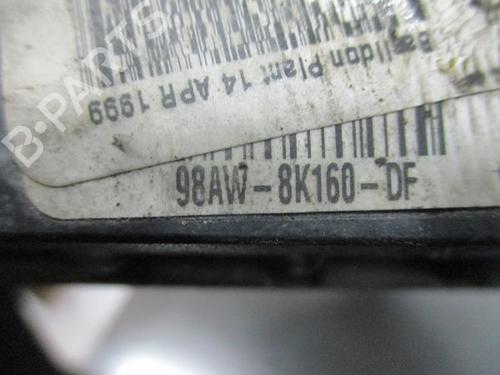 Basildon Plant 14 APR 1999
98AW-8K160-DF
B-PARTS